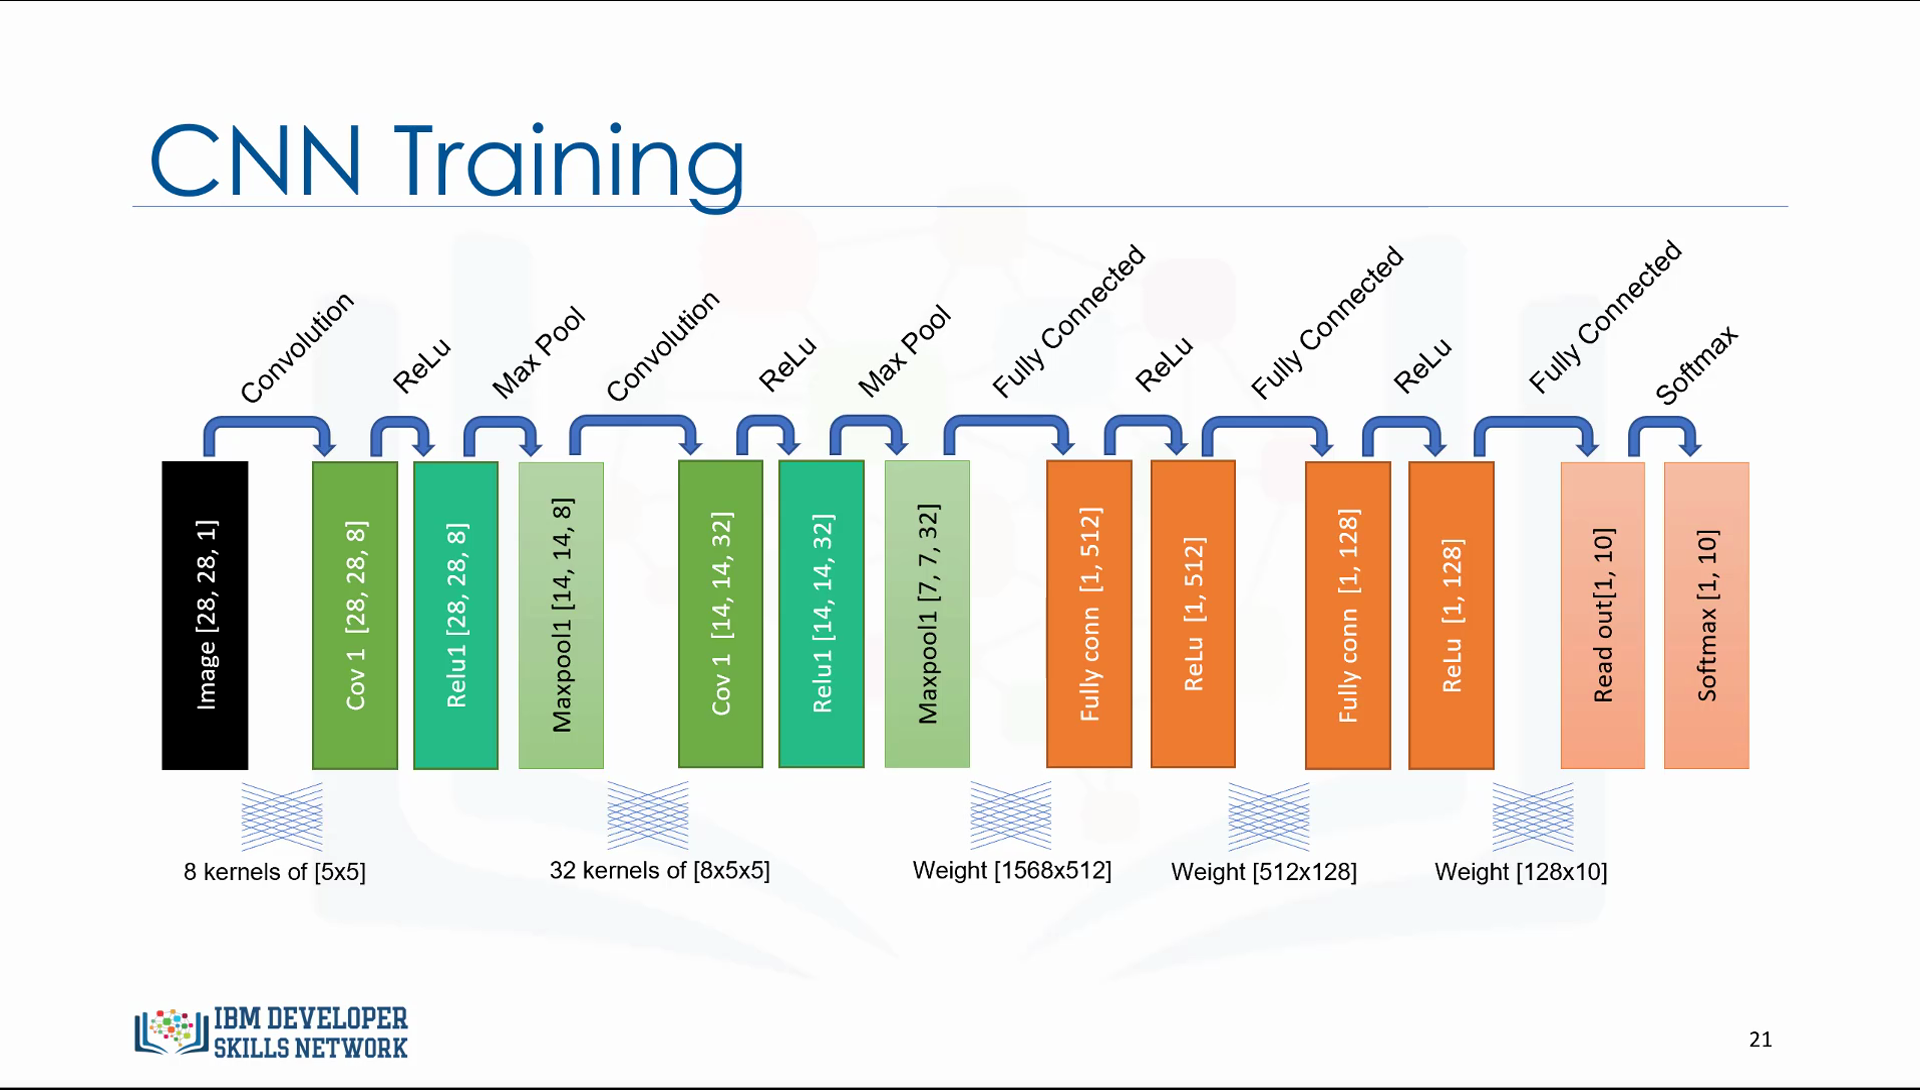 CNN Training
Convolution
ReLu
Max Pool
Convolution
ReLu
Max Pool
Fully Connected
ReLu
Fully Connected
ReLu
Fully Connected
Softmax
Image [28, 28, 1]
Cov 1 [28, 28, 8]
Relu1 [28, 28, 8]
Maxpool1 [14, 14, 8]
Cov 1 [14, 14, 32]
Relu1 [14, 14, 32]
Maxpool1 [7, 7, 32]
Fully conn [1, 512]
ReLu [1, 512]
Fully conn [1, 128]
ReLu [1, 128]
Read out[1, 10]
Softmax [1, 10]
8 kernels of [5x5]
32 kernels of [8x5x5]
Weight [1568x512]
Weight [512x128]
Weight [128x10]
IBM DEVELOPER
SKILLS NETWORK
21